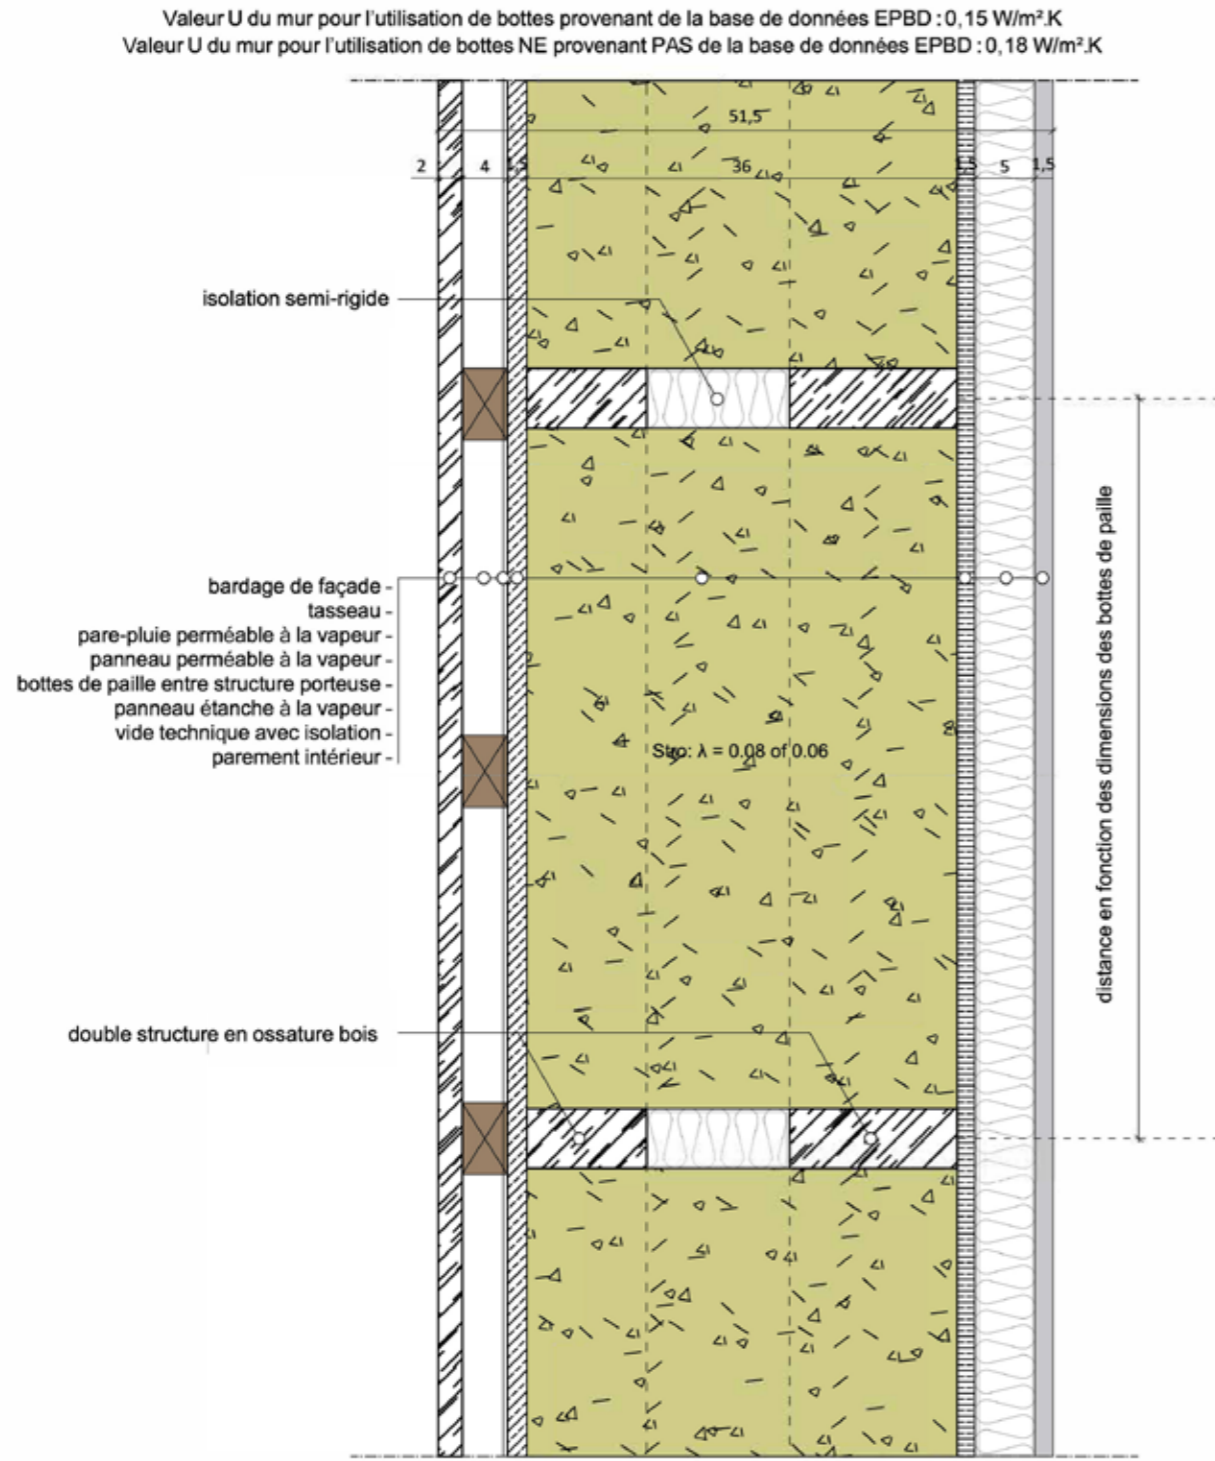 Valeur U du mur pour l'utilisation de bottes provenant de la base de données EPBD : 0,15 W/m².K
Valeur U du mur pour l'utilisation de bottes NE provenant PAS de la base de données EPBD : 0,18 W/m².K
51,5
2 4 1,5 36 1,5 5 1,5
isolation semi-rigide
bardage de façade -
tasseau -
pare-pluie perméable à la vapeur -
panneau perméable à la vapeur -
bottes de paille entre structure porteuse -
panneau étanche à la vapeur -
vide technique avec isolation -
parement intérieur -
Stro: λ = 0.08 of 0.06
distance en fonction des dimensions des bottes de paille
double structure en ossature bois